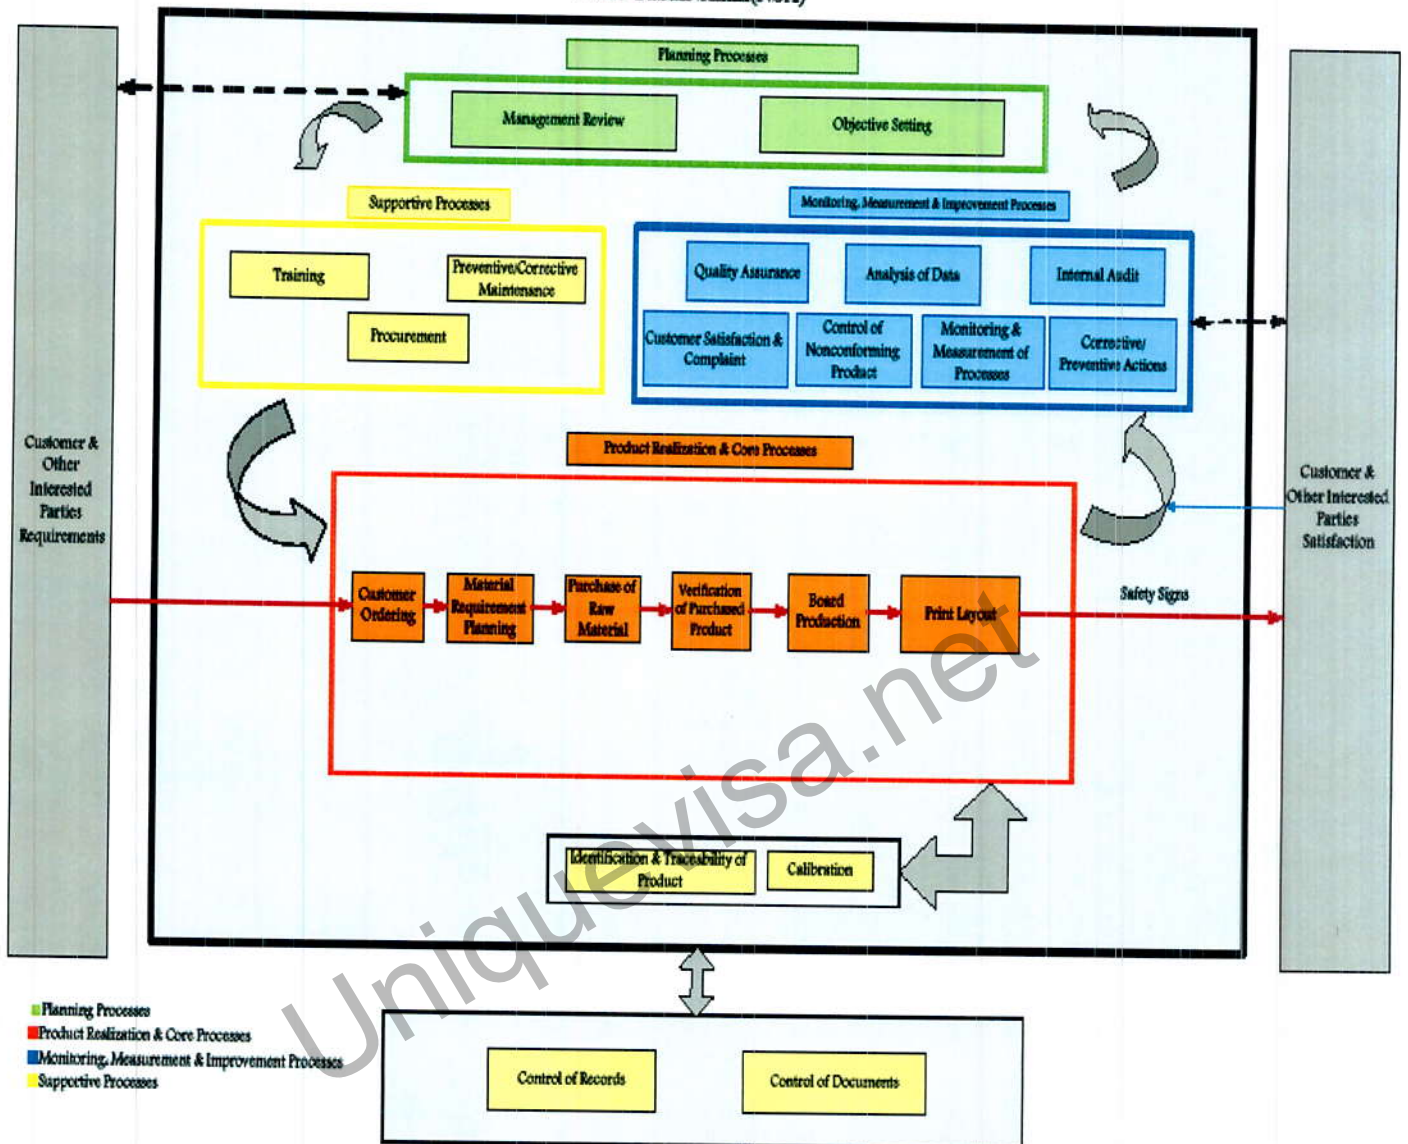 Planning Processes
Management Review
Objective Setting
Supportive Processes
Monitoring, Measurement & Improvement Processes
Training
Preventive/Corrective
Maintenance
Procurement
Quality Assurance
Analysis of Data
Internal Audit
Customer Satisfaction &
Complaint
Control of
Nonconforming
Product
Monitoring &
Measurement of
Processes
Corrective/
Preventive Actions
Customer &
Other
Interested
Parties
Requirements
Product Realization & Core Processes
Customer &
Other Interested
Parties
Satisfaction
Customer
Ordering
Material
Requirement
Planning
Purchase of
Raw
Material
Verification
of Purchased
Product
Board
Production
Print Layout
Safety Signs
Identification & Traceability of
Product
Calibration
Planning Processes
Product Realization & Core Processes
Monitoring, Measurement & Improvement Processes
Supportive Processes
Control of Records
Control of Documents
Uniquevisa.net